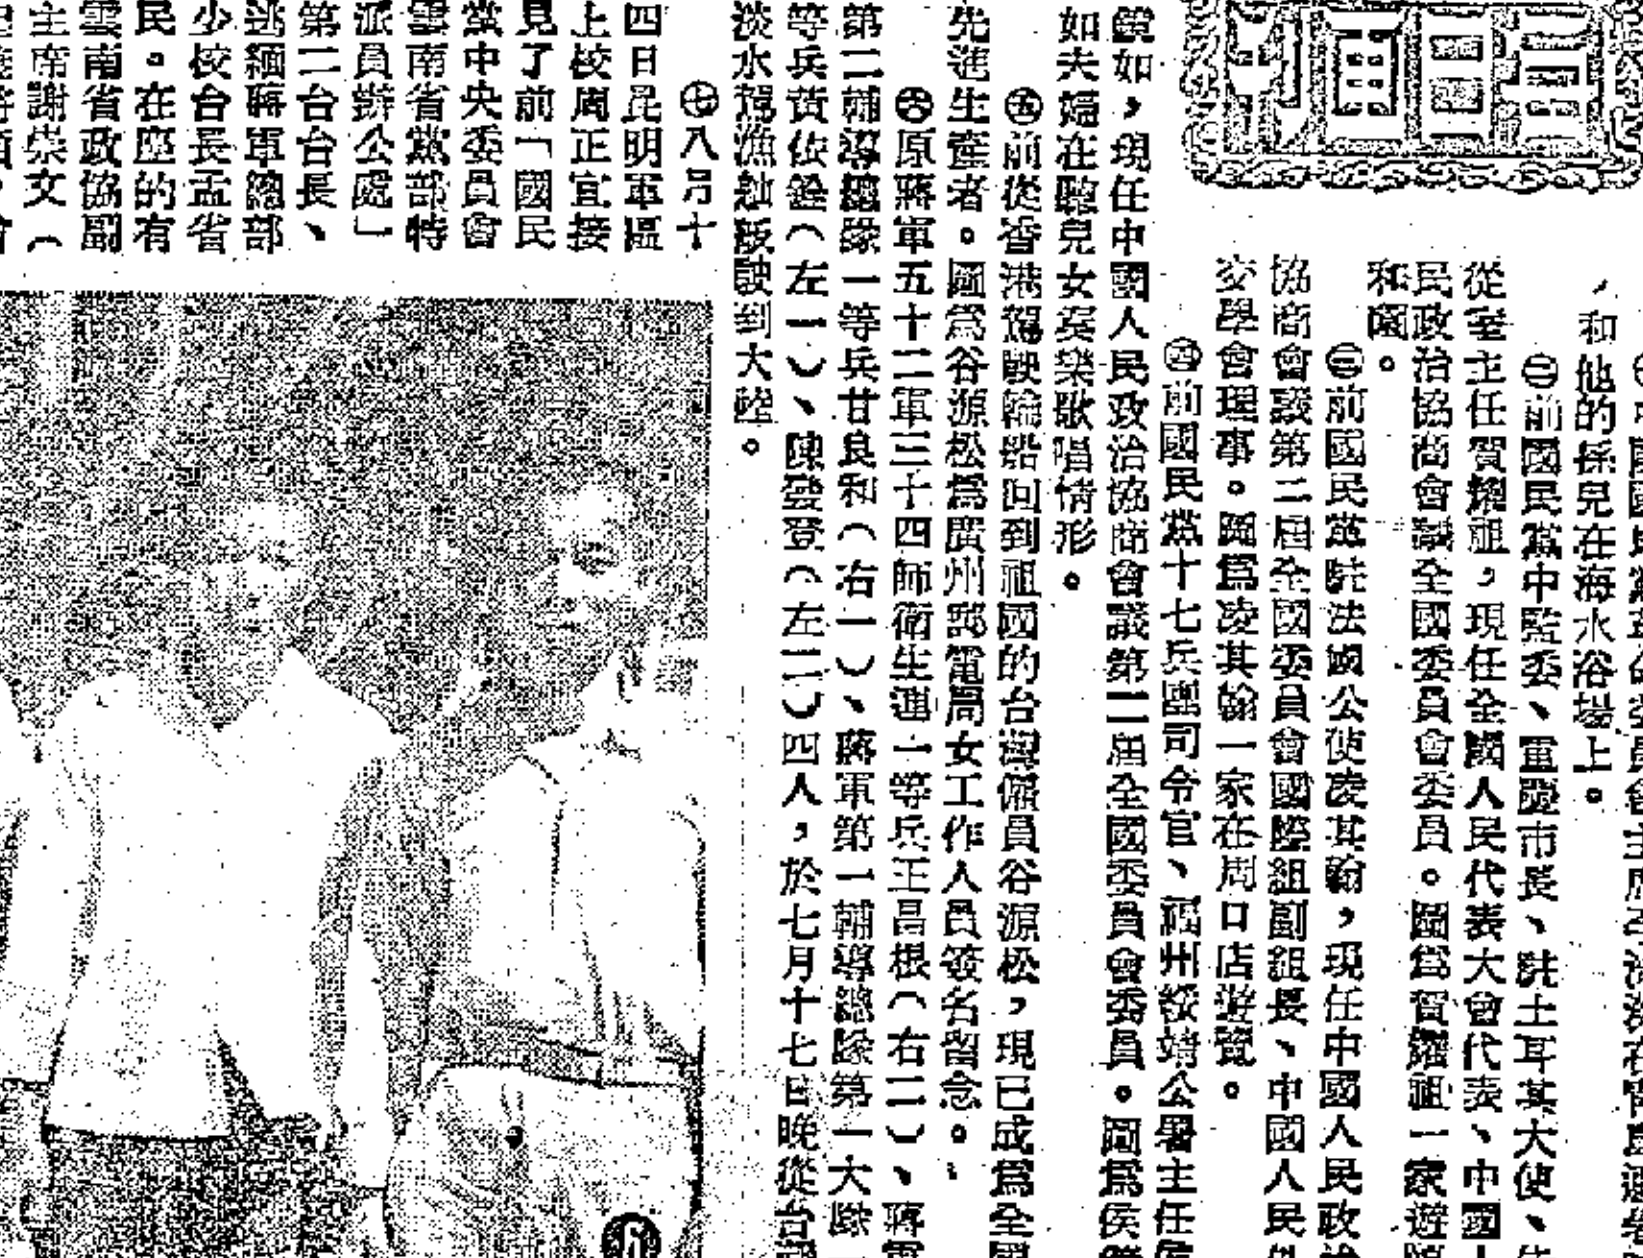 、和他的孫兒在海水浴場上。
㊁前國民黨中監委、重慶市長、駐土耳其大使、
從室主任賀耀祖,現任全國人民代表大會代表、中國
民政治協商會議全國委員會委員。圖爲賀耀祖一家遊
和園。
㊂前國民黨駐法國公使凌其翰,現任中國人民政治
協商會議第二屆全國委員會國際組副組長、中國人民外
交學會理事。圖爲凌其翰一家在周口店遊覽。
㊃前國民黨十七兵團司令官、福州綏靖公署主任侯
鏡如,現任中國人民政治協商會議第二屆全國委員會委員。圖爲侯鏡
如夫婦在聽兒女奏樂歌唱情形。
㊄前從香港駕駛輪船回到祖國的台灣僱員谷源松,現已成爲全國
先進生產者。圖爲谷源松爲廣州郵電局女工作人員簽名留念。
㊅原蔣軍五十二軍三十四師衛生連一等兵王昌根(右二)、蔣軍
第二輔導總隊一等兵甘良和(右一)、蔣軍第一輔導總隊第一大隊一
等兵黃依銓(左一)、陳發登(左二)四人,於七月十七日晚從台灣
淡水駕漁舢板駛到大陸。
㊆八月十
四日昆明軍區
上校周正宜接
見了前「國民
黨中央委員會
雲南省黨部特
派員辦公處」
第二台台長、
逃緬蔣軍總部
少校台長孟省
民。在座的有
雲南省政協副
主席謝崇文(
六